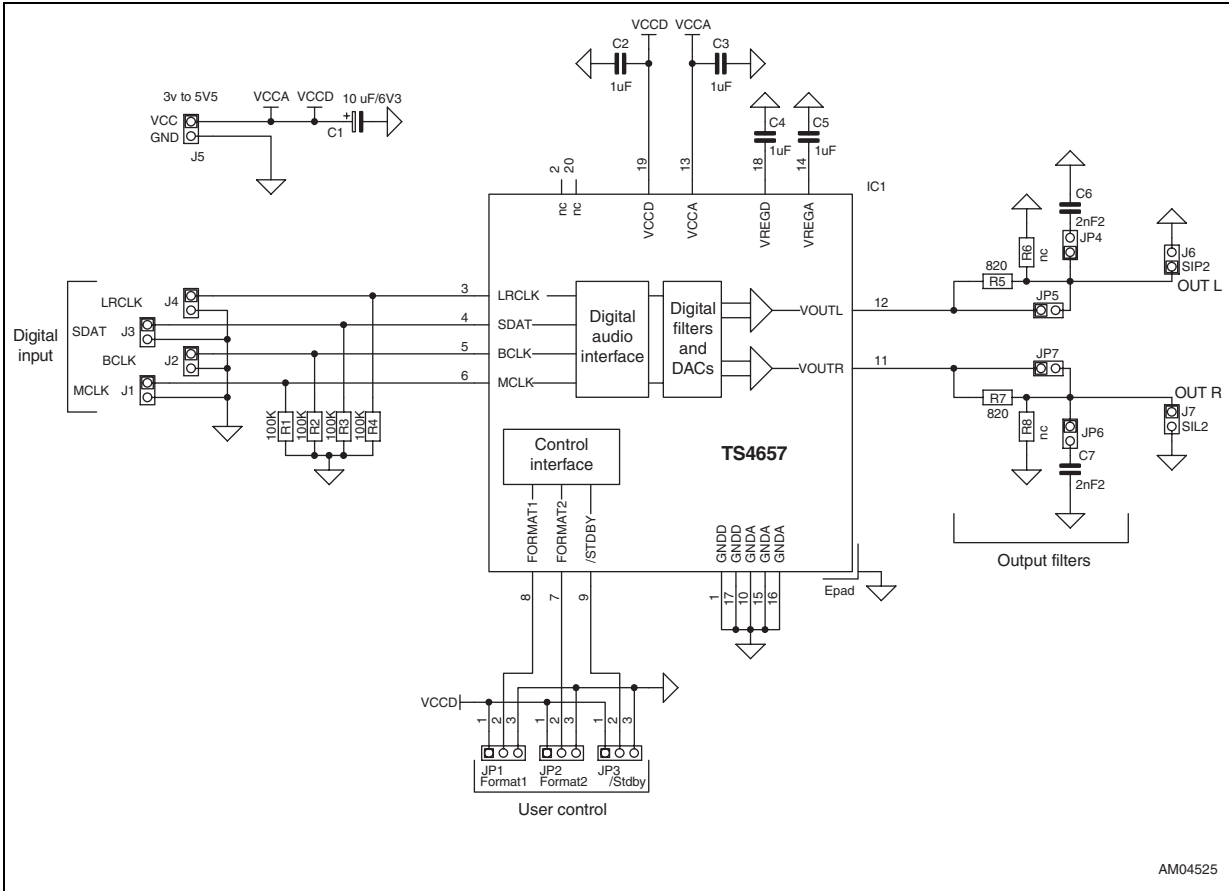 VCCD VCCA
C2 C3
1uF 1uF
3v to 5V5 VCCA VCCD 10 uF/6V3
VCC
GND
J5
+
C1
C4 C5
1uF 1uF
2 20 19 13 18 14
IC1
nc nc VCCD VCCA VREGD VREGA
C6
2nF2
JP4
R6 nc
J6
SIP2
820
R5
OUT L
JP5
Digital input
LRCLK J4
SDAT J3
BCLK J2
MCLK J1
3 LRCLK
4 SDAT
5 BCLK
6 MCLK
Digital audio interface
Digital filters and DACs
VOUTL 12
VOUTR 11
JP7
OUT R
R7
820
J7
SIL2
R8 nc
JP6
C7
2nF2
100K R1 100K R2 100K R3 100K R4
Control interface
TS4657
FORMAT1 FORMAT2 /STDBY
GNDD GNDD GNDA GNDA GNDA
Output filters
Epad
8 7 9
1 17 10 15 16
VCCD
1 2 3 1 2 3 1 2 3
JP1 JP2 JP3
Format1 Format2 /Stdby
User control
AM04525